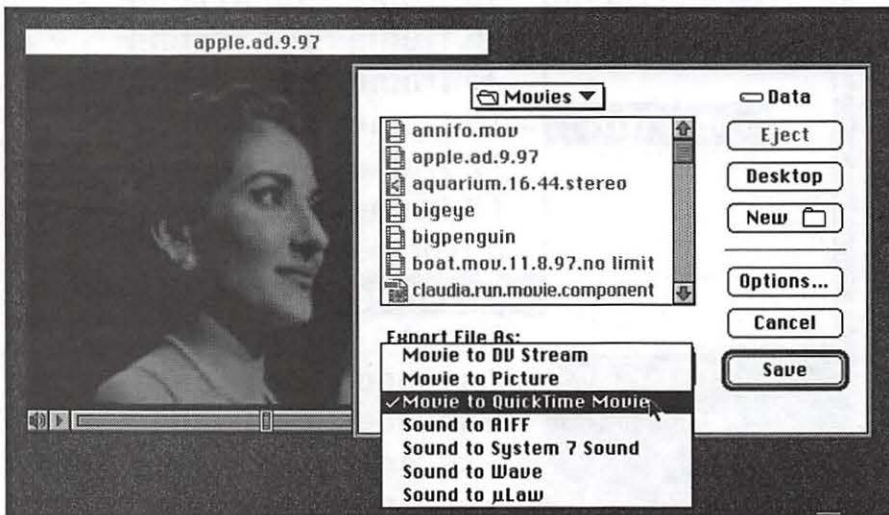 apple.ad.9.97
Movies
Data
annifo.mov
apple.ad.9.97
aquarium.16.44.stereo
bigeye
bigpenguin
boat.mov.11.8.97.no limit
claudia.run.movie.component
Eject
Desktop
New
Options...
Cancel
Save
Export File As:
Movie to DV Stream
Movie to Picture
✓Movie to QuickTime Movie
Sound to AIFF
Sound to System 7 Sound
Sound to Wave
Sound to µLaw